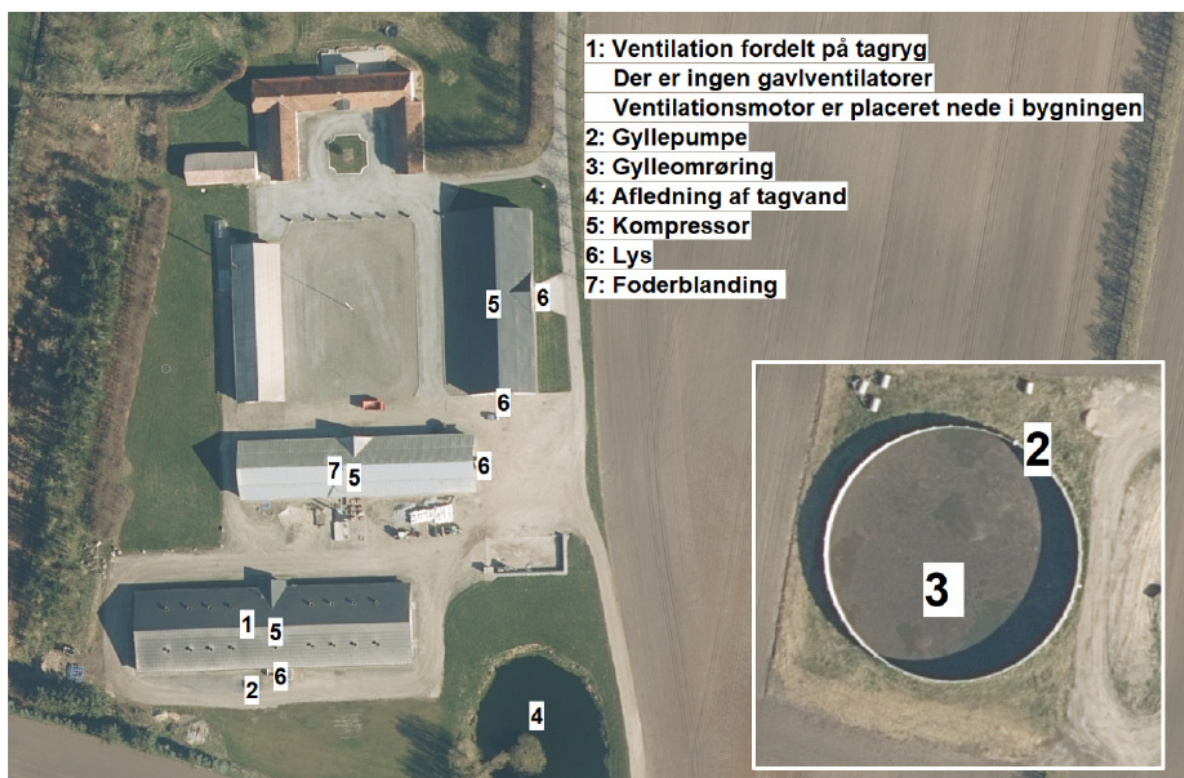 1: Ventilation fordelt på tagryg
Der er ingen gavlventilatorer
Ventilationsmotor er placeret nede i bygningen
2: Gyllepumpe
3: Gylleomrøring
4: Afledning af tagvand
5: Kompressor
6: Lys
7: Foderblanding
5
6
6
7
5
6
1
5
6
2
4
2
3